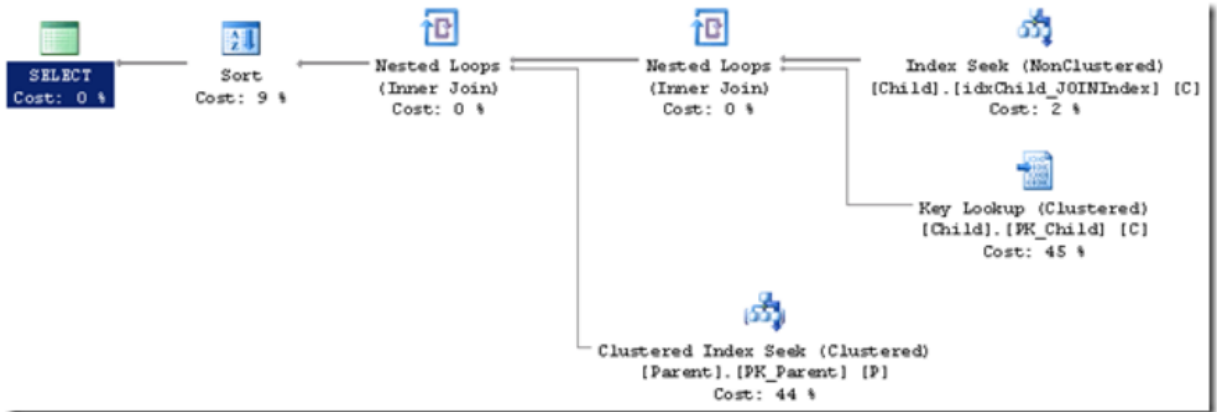 SELECT
Cost: 0 %
Sort
Cost: 9 %
Nested Loops
(Inner Join)
Cost: 0 %
Nested Loops
(Inner Join)
Cost: 0 %
Index Seek (NonClustered)
[Child].[idxChild_JOINIndex] [C]
Cost: 2 %
Key Lookup (Clustered)
[Child].[PK_Child] [C]
Cost: 45 %
Clustered Index Seek (Clustered)
[Parent].[PK_Parent] [P]
Cost: 44 %